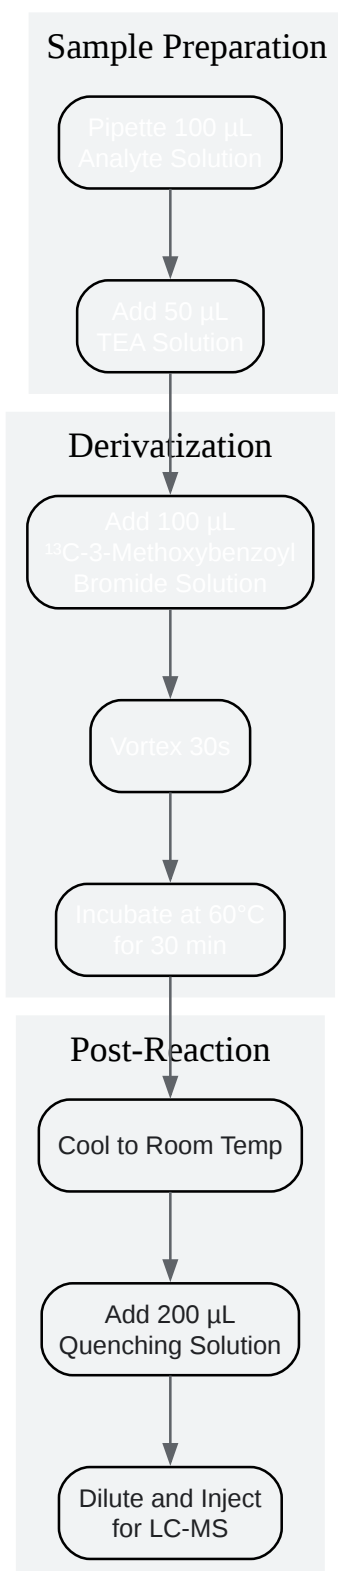 Sample Preparation
Pipette 100 µL
Analyte Solution
Add 50 µL
TEA Solution
Derivatization
Add 100 µL
¹³C-3-Methoxybenzoyl
Bromide Solution
Vortex 30s
Incubate at 60°C
for 30 min
Post-Reaction
Cool to Room Temp
Add 200 µL
Quenching Solution
Dilute and Inject
for LC-MS